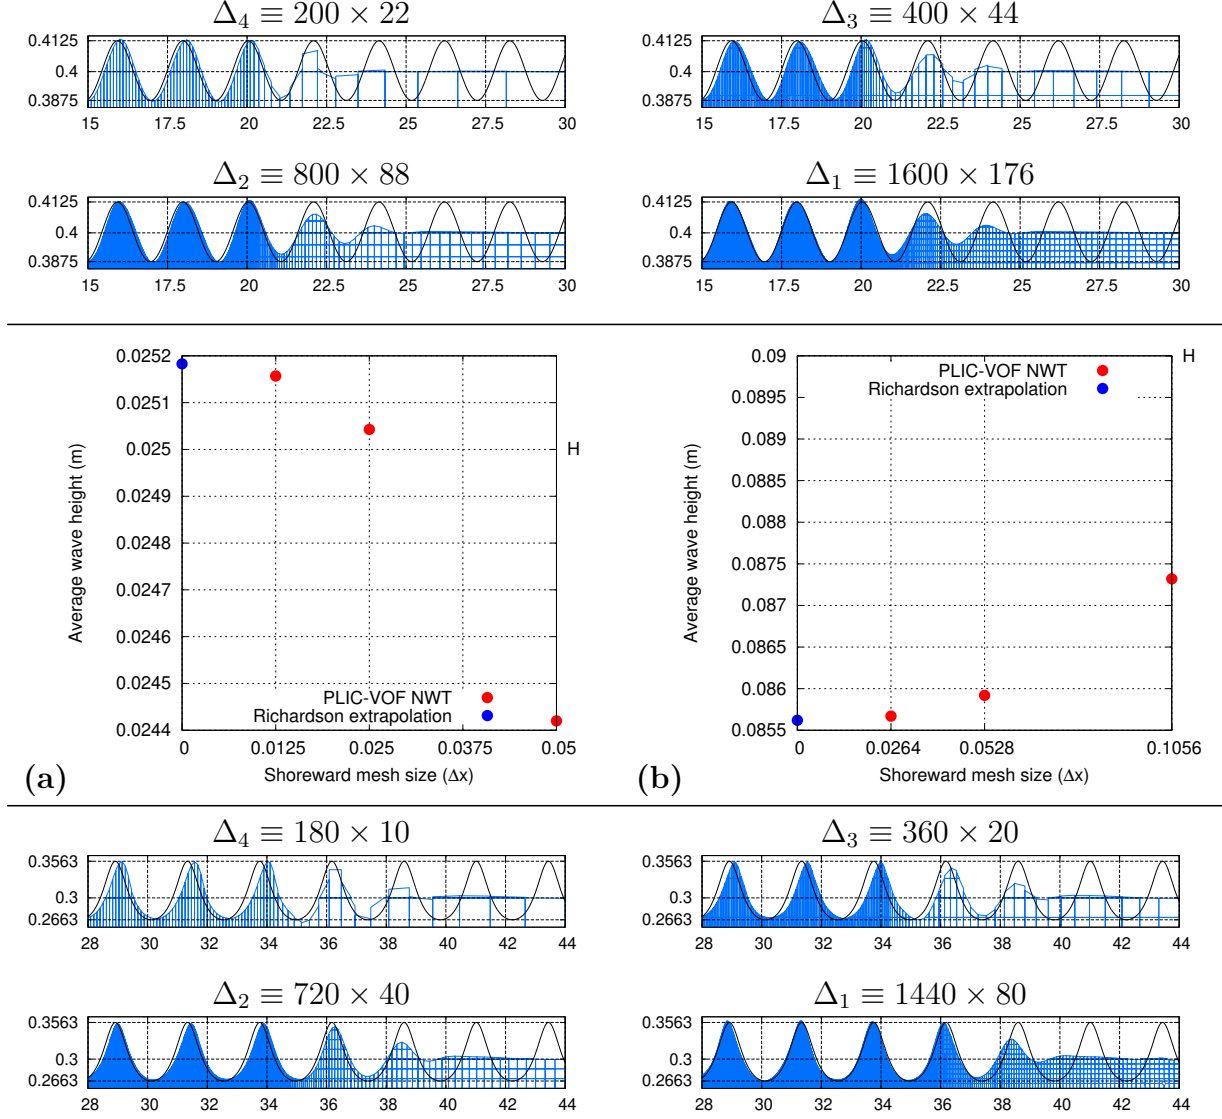 Δ₄ ≡ 200 × 22
0.4125
0.4
0.3875
15 17.5 20 22.5 25 27.5 30
Δ₃ ≡ 400 × 44
0.4125
0.4
0.3875
15 17.5 20 22.5 25 27.5 30
Δ₂ ≡ 800 × 88
0.4125
0.4
0.3875
15 17.5 20 22.5 25 27.5 30
Δ₁ ≡ 1600 × 176
0.4125
0.4
0.3875
15 17.5 20 22.5 25 27.5 30
0.0252
0.0251
0.025
0.0249
0.0248
0.0247
0.0246
0.0245
0.0244
Average wave height (m)
H
PLIC-VOF NWT
Richardson extrapolation
0 0.0125 0.025 0.0375 0.05
Shoreward mesh size (Δx)
(a)
0.09
0.0895
0.089
0.0885
0.088
0.0875
0.087
0.0865
0.086
0.0855
Average wave height (m)
H
PLIC-VOF NWT
Richardson extrapolation
0 0.0264 0.0528 0.1056
Shoreward mesh size (Δx)
(b)
Δ₄ ≡ 180 × 10
0.3563
0.3
0.2663
28 30 32 34 36 38 40 42 44
Δ₃ ≡ 360 × 20
0.3563
0.3
0.2663
28 30 32 34 36 38 40 42 44
Δ₂ ≡ 720 × 40
0.3563
0.3
0.2663
28 30 32 34 36 38 40 42 44
Δ₁ ≡ 1440 × 80
0.3563
0.3
0.2663
28 30 32 34 36 38 40 42 44